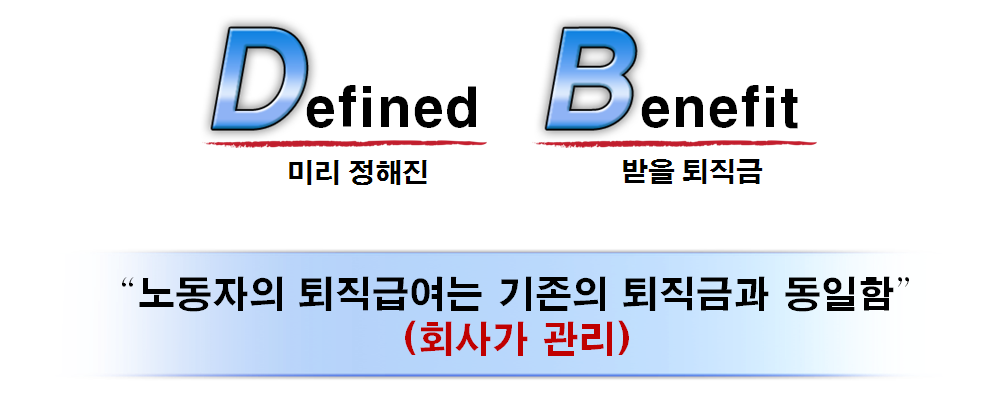 Defined Benefit
미리 정해진 받을 퇴직금
“노동자의 퇴직급여는 기존의 퇴직금과 동일함”
(회사가 관리)